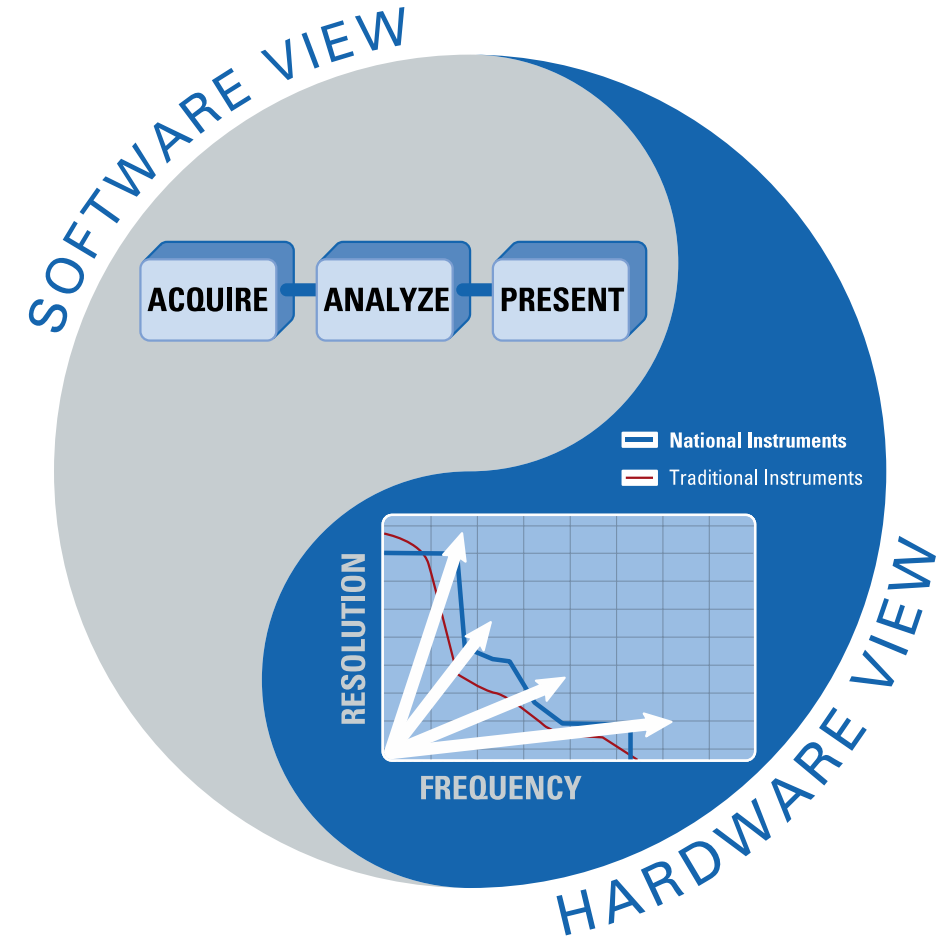 SOFTWARE VIEW
ACQUIRE
ANALYZE
PRESENT
National Instruments
Traditional Instruments
RESOLUTION
FREQUENCY
HARDWARE VIEW